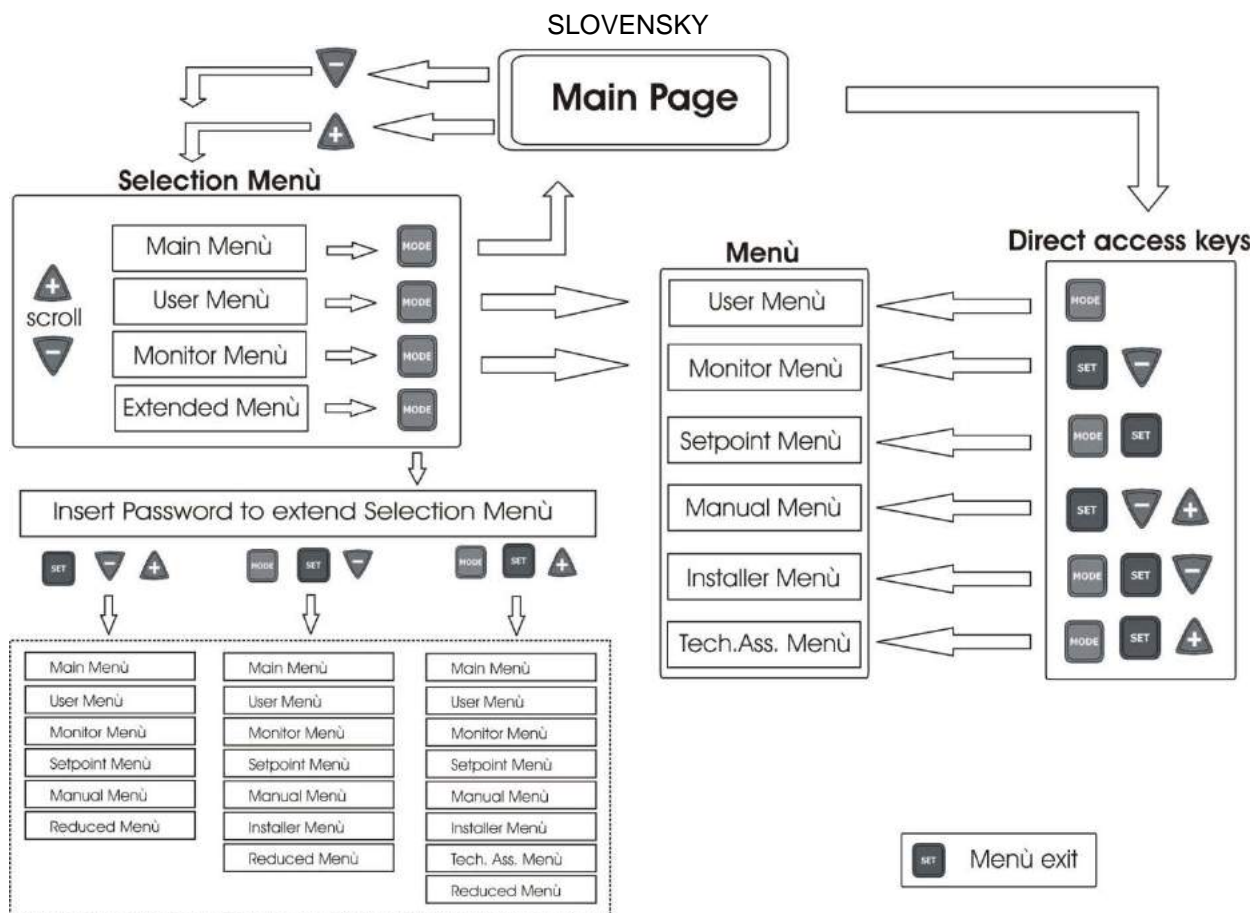 SLOVENSKY
Main Page
Selection Menù
Main Menù
MODE
User Menù
MODE
scroll
Monitor Menù
MODE
Extended Menù
MODE
Insert Password to extend Selection Menù
SET
MODE
SET
MODE
SET
Main Menù
User Menù
Monitor Menù
Setpoint Menù
Manual Menù
Reduced Menù
Main Menù
User Menù
Monitor Menù
Setpoint Menù
Manual Menù
Installer Menù
Reduced Menù
Main Menù
User Menù
Monitor Menù
Setpoint Menù
Manual Menù
Installer Menù
Tech. Ass. Menù
Reduced Menù
Menù
User Menù
Monitor Menù
Setpoint Menù
Manual Menù
Installer Menù
Tech.Ass. Menù
Direct access keys
MODE
SET
MODE
SET
SET
MODE
SET
MODE
SET
SET
Menù exit